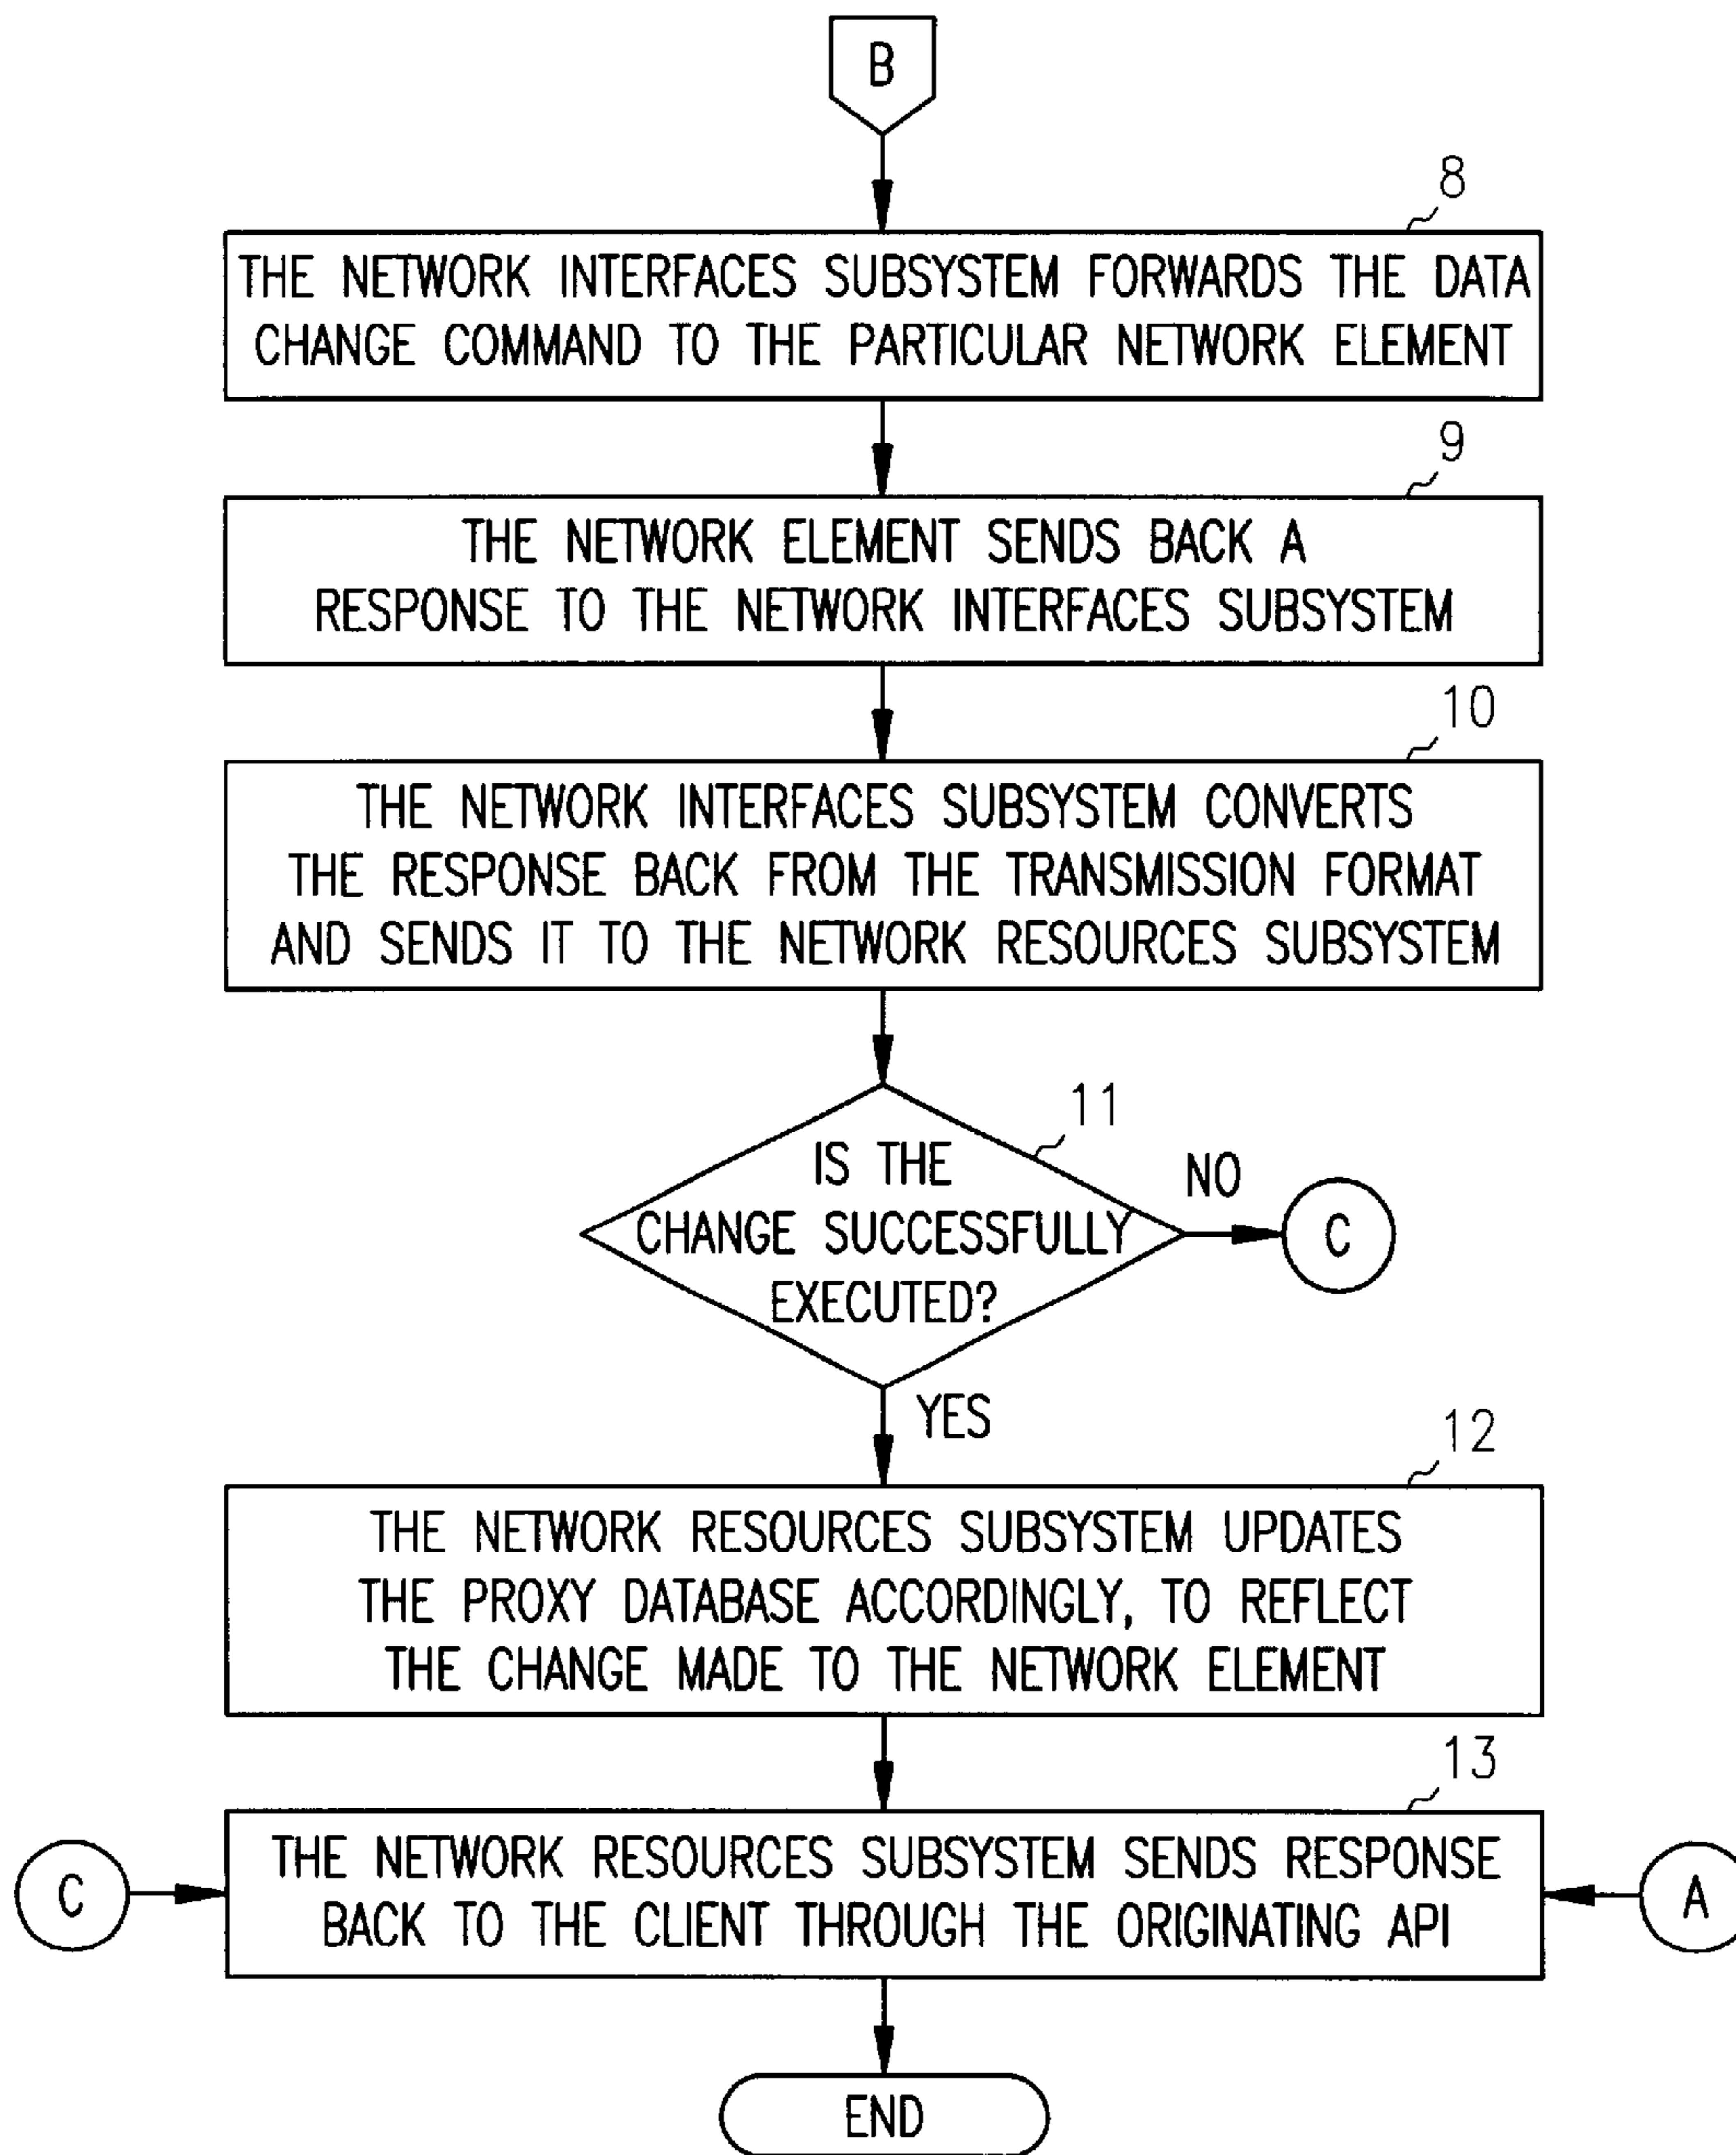 B
8
THE NETWORK INTERFACES SUBSYSTEM FORWARDS THE DATA
CHANGE COMMAND TO THE PARTICULAR NETWORK ELEMENT
9
THE NETWORK ELEMENT SENDS BACK A
RESPONSE TO THE NETWORK INTERFACES SUBSYSTEM
10
THE NETWORK INTERFACES SUBSYSTEM CONVERTS
THE RESPONSE BACK FROM THE TRANSMISSION FORMAT
AND SENDS IT TO THE NETWORK RESOURCES SUBSYSTEM
11
IS THE
CHANGE SUCCESSFULLY
EXECUTED?
NO
C
YES
12
THE NETWORK RESOURCES SUBSYSTEM UPDATES
THE PROXY DATABASE ACCORDINGLY, TO REFLECT
THE CHANGE MADE TO THE NETWORK ELEMENT
13
C
THE NETWORK RESOURCES SUBSYSTEM SENDS RESPONSE
BACK TO THE CLIENT THROUGH THE ORIGINATING API
A
END